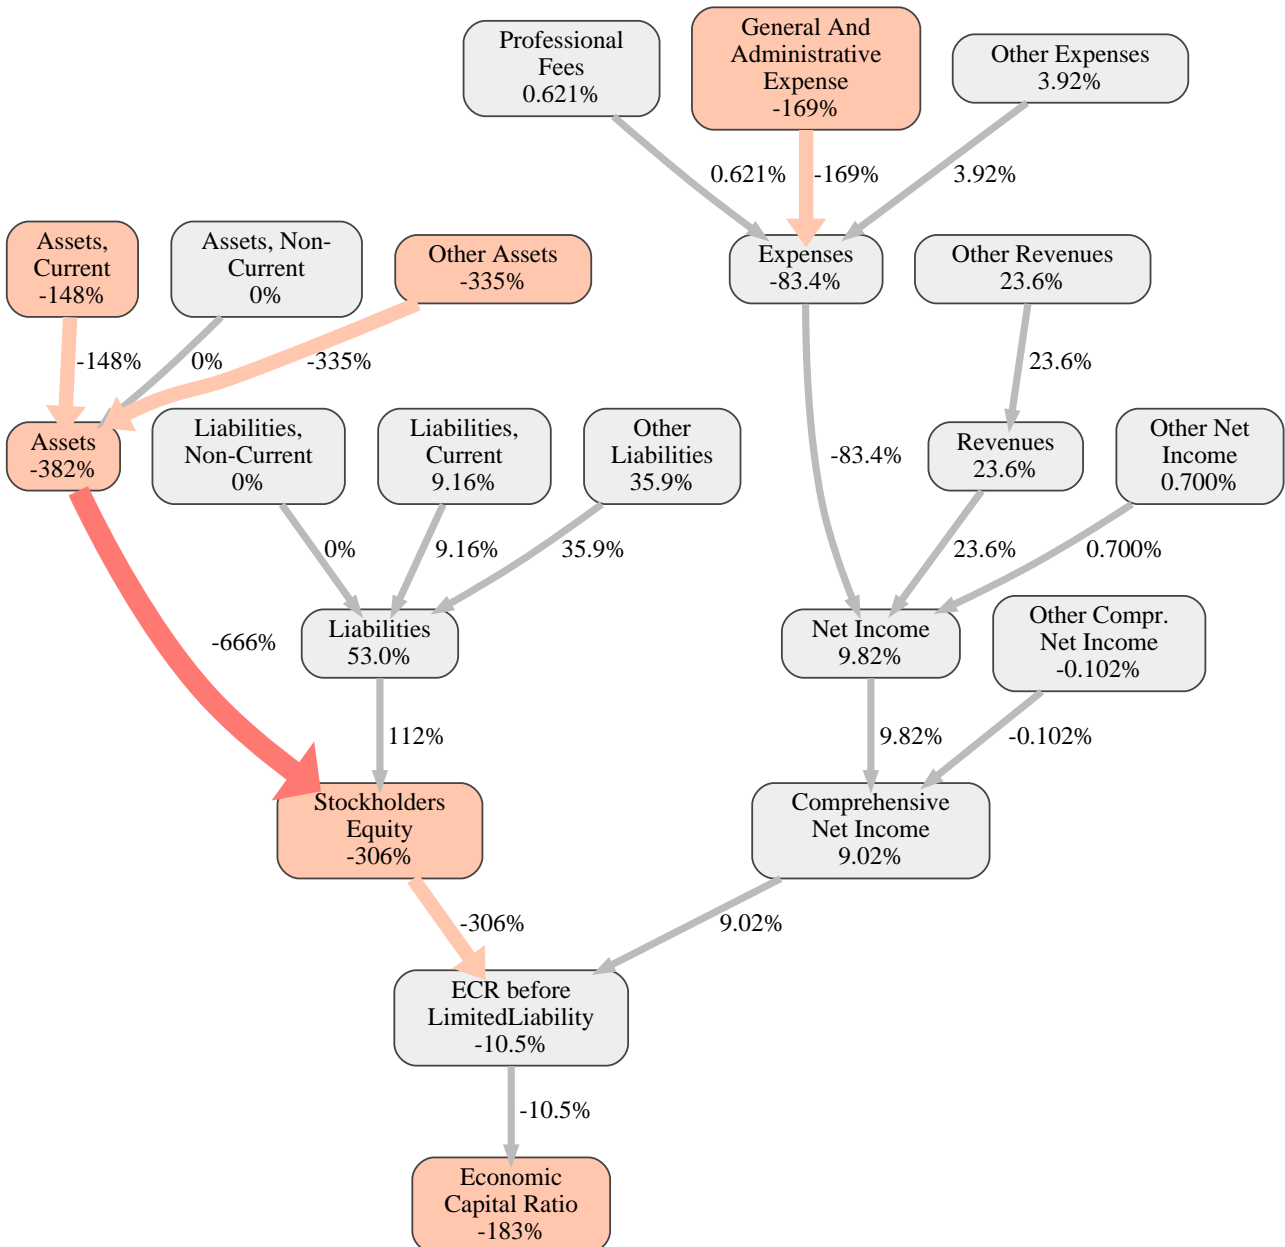 Professional
Fees
0.621%
General And
Administrative
Expense
-169%
Other Expenses
3.92%
0.621%
-169%
3.92%
Assets,
Current
-148%
Assets, Non-
Current
0%
Other Assets
-335%
Expenses
-83.4%
Other Revenues
23.6%
-148%
0%
-335%
23.6%
Assets
-382%
Liabilities,
Non-Current
0%
Liabilities,
Current
9.16%
Other
Liabilities
35.9%
-83.4%
Revenues
23.6%
Other Net
Income
0.700%
0%
9.16%
35.9%
23.6%
0.700%
-666%
Liabilities
53.0%
Net Income
9.82%
Other Compr.
Net Income
-0.102%
112%
9.82%
-0.102%
Stockholders
Equity
-306%
Comprehensive
Net Income
9.02%
-306%
9.02%
ECR before
LimitedLiability
-10.5%
-10.5%
Economic
Capital Ratio
-183%